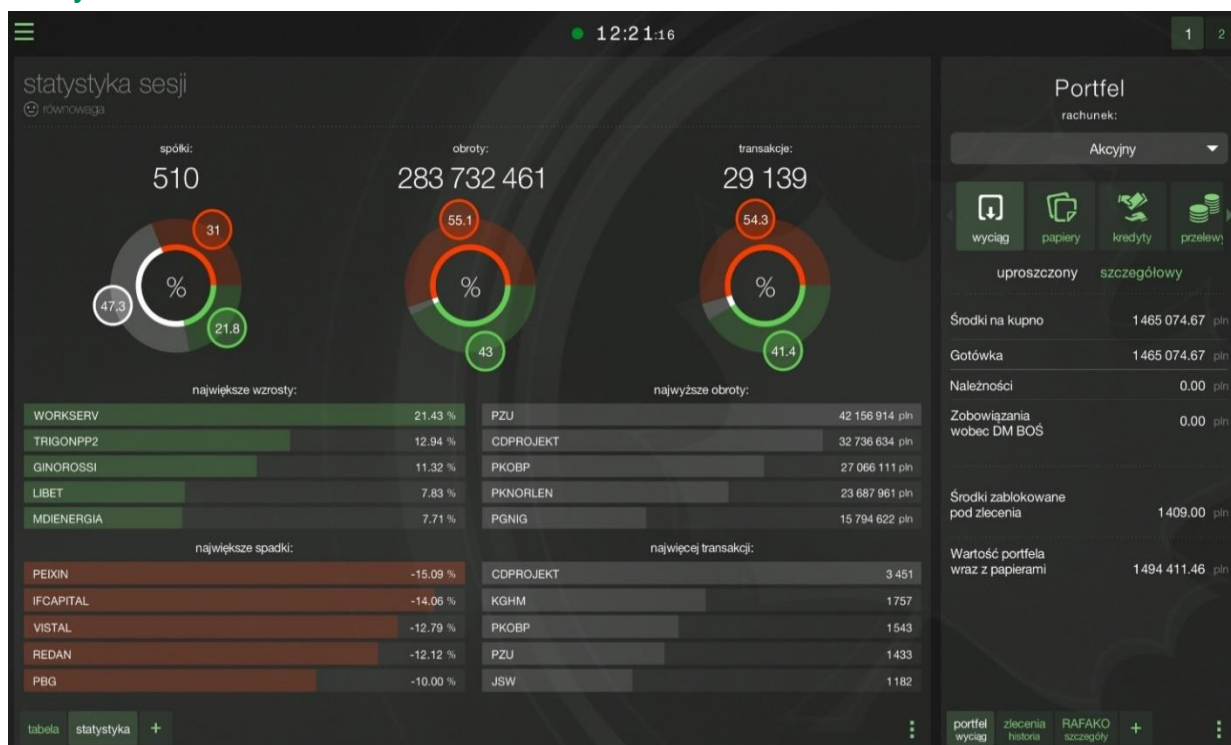 12:21:16
1 2
statystyka sesji
równowaga
spółki:
510
31
%
47.3
21.8
obroty:
283 732 461
55.1
%
43
transakcje:
29 139
54.3
%
41.4
największe wzrosty:
WORKSERV 21.43 %
TRIGONPP2 12.94 %
GINOROSSI 11.32 %
LIBET 7.83 %
MDIENERGIA 7.71 %
najwyższe obroty:
PZU 42 156 914 pln
CDPROJEKT 32 736 634 pln
PKOBP 27 066 111 pln
PKNORLEN 23 687 961 pln
PGNIG 15 794 622 pln
największe spadki:
PEIXIN -15.09 %
IFCAPITAL -14.06 %
VISTAL -12.79 %
REDAN -12.12 %
PBG -10.00 %
najwięcej transakcji:
CDPROJEKT 3 451
KGHM 1757
PKOBP 1543
PZU 1433
JSW 1182
tabela statystyka +
Portfel
rachunek:
Akcyjny
wyciąg papiery kredyty przelewy
uproszczony szczegółowy
Środki na kupno 1 465 074.67 pln
Gotówka 1 465 074.67 pln
Należności 0.00 pln
Zobowiązania
wobec DM BOŚ 0.00 pln
Środki zablokowane
pod zlecenia 1 409.00 pln
Wartość portfela
wraz z papierami 1 494 411.46 pln
portfel zlecenia RAFAKO +
wyciąg historia szczegóły